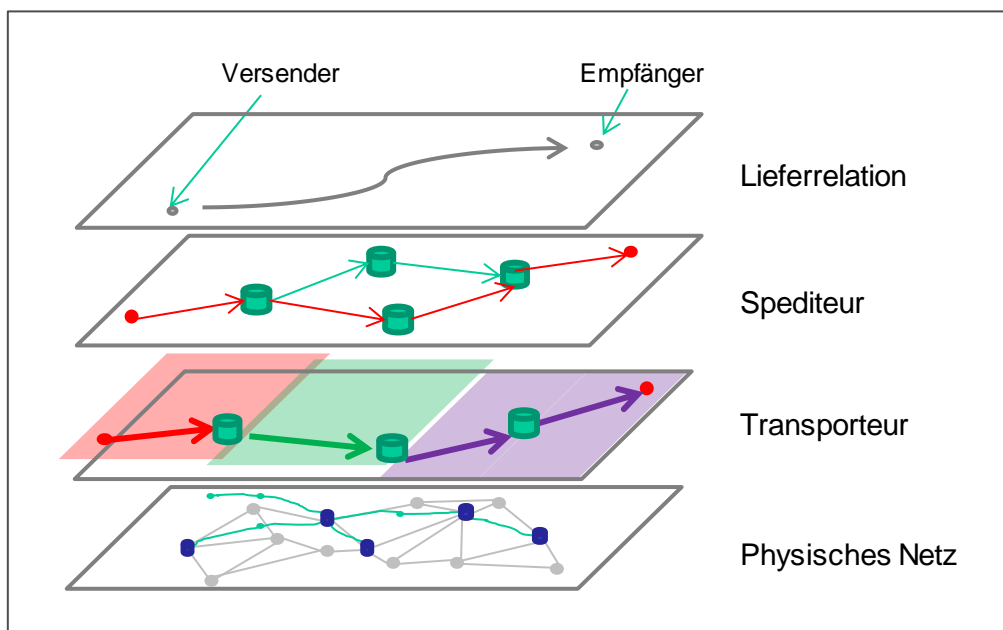 Versender
Empfänger
Lieferrelation
Spediteur
Transporteur
Physisches Netz